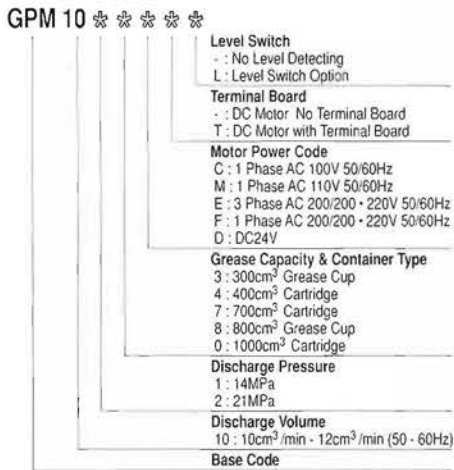 GPM 10 ✲ ✲ ✲ ✲ ✲
Level Switch
- : No Level Detecting
L : Level Switch Option
Terminal Board
- : DC Motor No Terminal Board
T : DC Motor with Terminal Board
Motor Power Code
C : 1 Phase AC 100V 50/60Hz
M : 1 Phase AC 110V 50/60Hz
E : 3 Phase AC 200/200・220V 50/60Hz
F : 1 Phase AC 200/200・220V 50/60Hz
D : DC24V
Grease Capacity & Container Type
3 : 300cm³ Grease Cup
4 : 400cm³ Cartridge
7 : 700cm³ Cartridge
8 : 800cm³ Grease Cup
0 : 1000cm³ Cartridge
Discharge Pressure
1 : 14MPa
2 : 21MPa
Discharge Volume
10 : 10cm³/min - 12cm³/min (50 - 60Hz)
Base Code